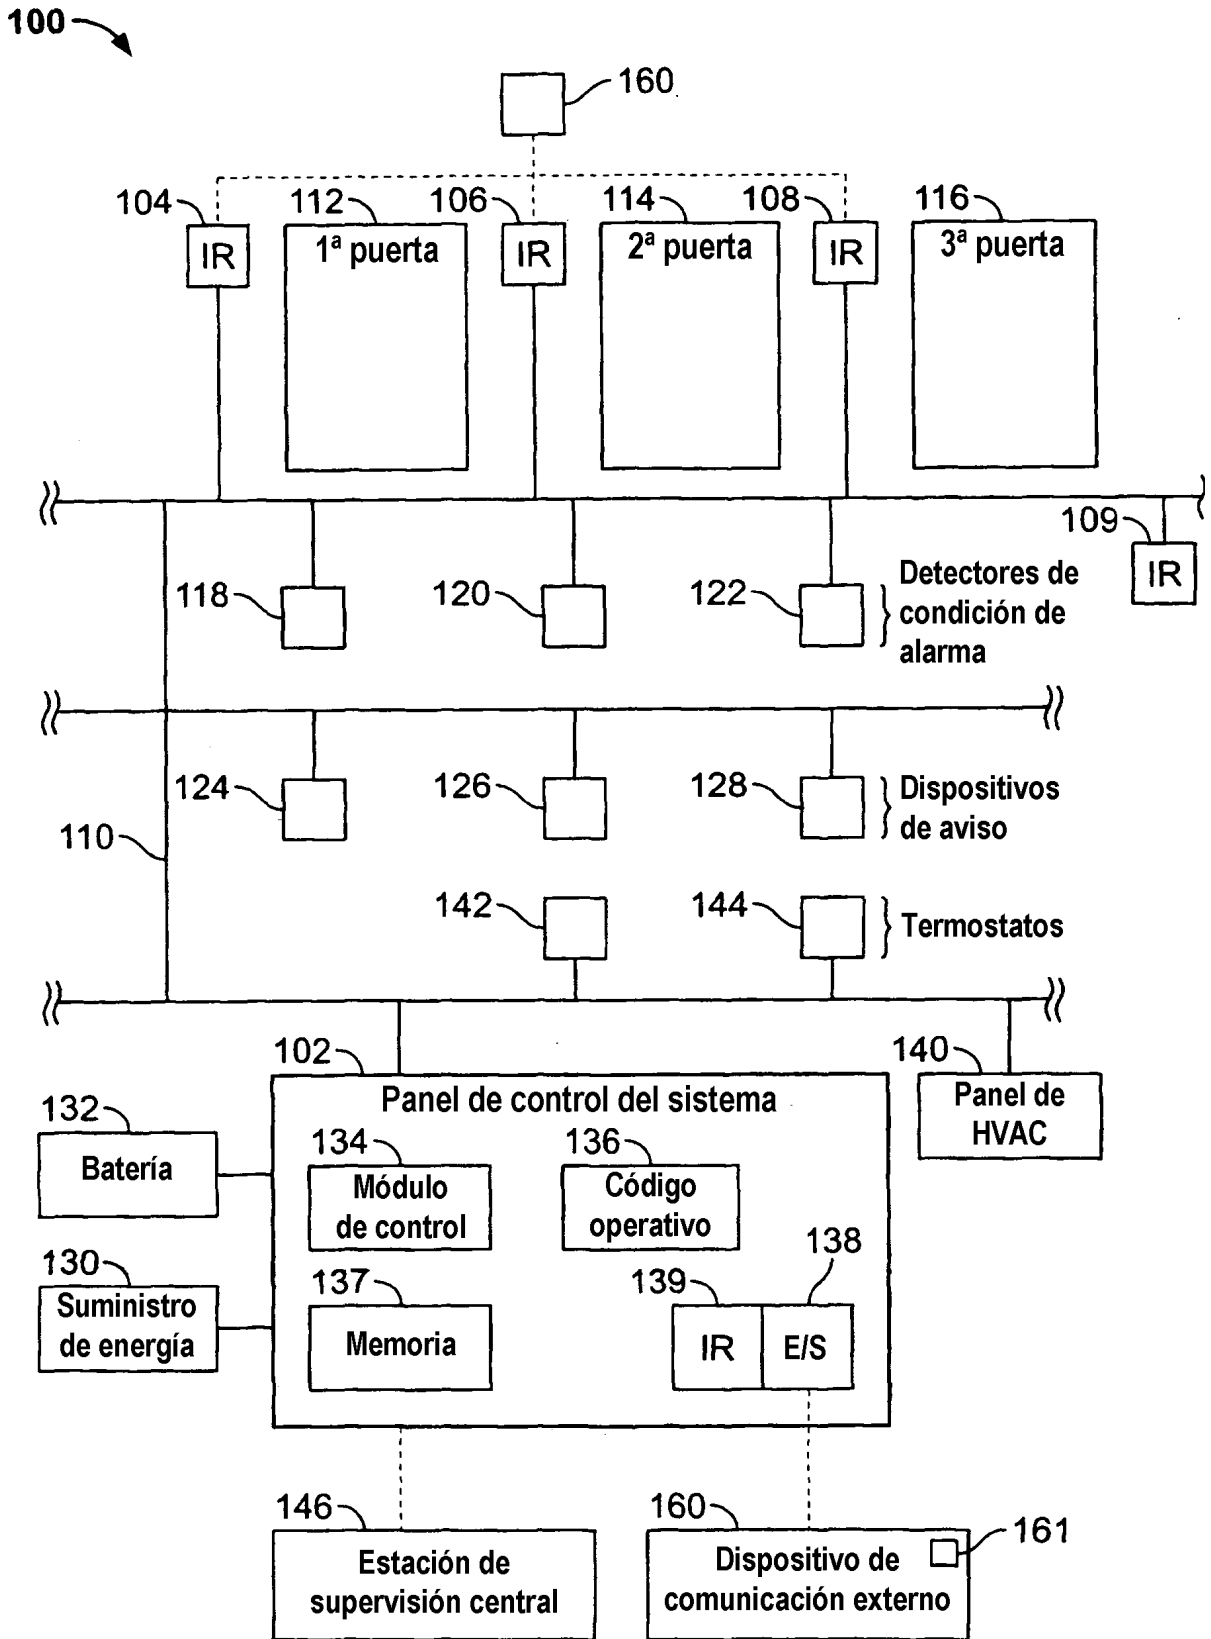 100
160
104
112
106
114
108
116
IR
1ª puerta
IR
2ª puerta
IR
3ª puerta
109
IR
118
120
122
Detectores de
condición de
alarma
124
126
128
Dispositivos
de aviso
110
142
144
Termostatos
102
140
Panel de control del sistema
Panel de
HVAC
132
Batería
134
Módulo
de control
136
Código
operativo
130
Suministro
de energía
137
Memoria
139
138
IR
E/S
146
Estación de
supervisión central
160
161
Dispositivo de
comunicación externo